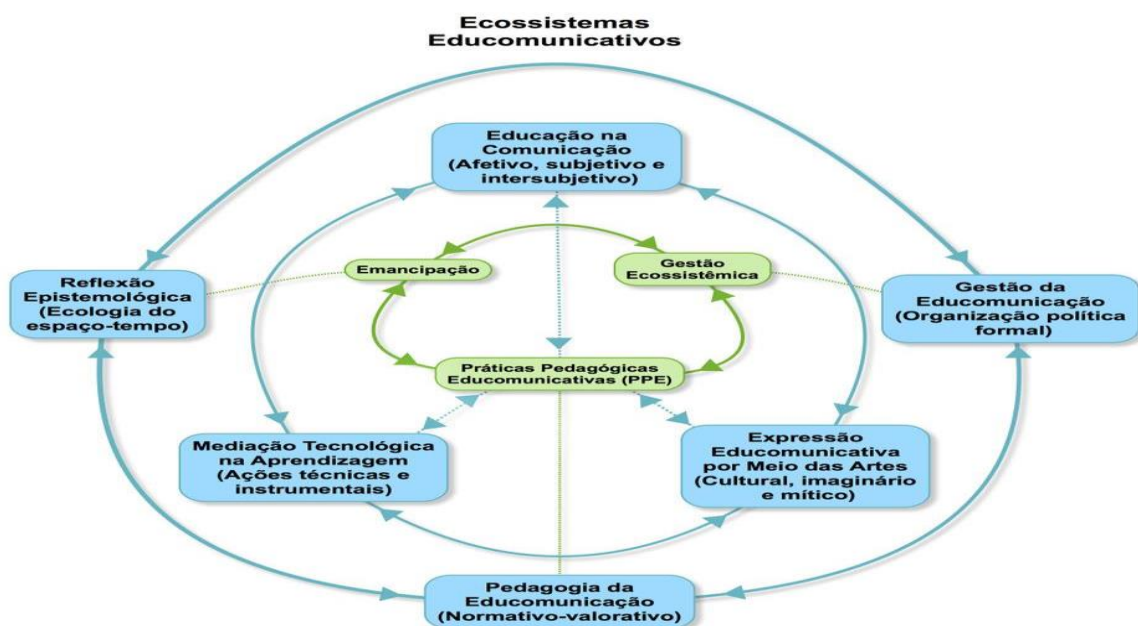 Ecossistemas
Educomunicativos
Educação na
Comunicação
(Afetivo, subjetivo e
intersubjetivo)
Emancipação
Gestão
Ecossistêmica
Reflexão
Epistemológica
(Ecologia do
espaço-tempo)
Gestão da
Educomunicação
(Organização política
formal)
Práticas Pedagógicas
Educomunicativas (PPE)
Mediação Tecnológica
na Aprendizagem
(Ações técnicas e
instrumentais)
Expressão
Educomunicativa
por Meio das Artes
(Cultural, imaginário
e mítico)
Pedagogia da
Educomunicação
(Normativo-valorativo)